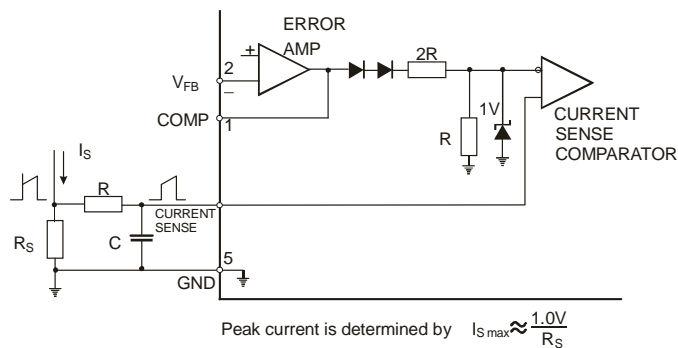 ERROR
AMP
+
2R
2
V_FB
−
1V
COMP
1
R
CURRENT
SENSE
COMPARATOR
I_S
R
CURRENT
SENSE
R_S
C
5
GND
Peak current is determined by I_S max ≈ 1.0V / R_S